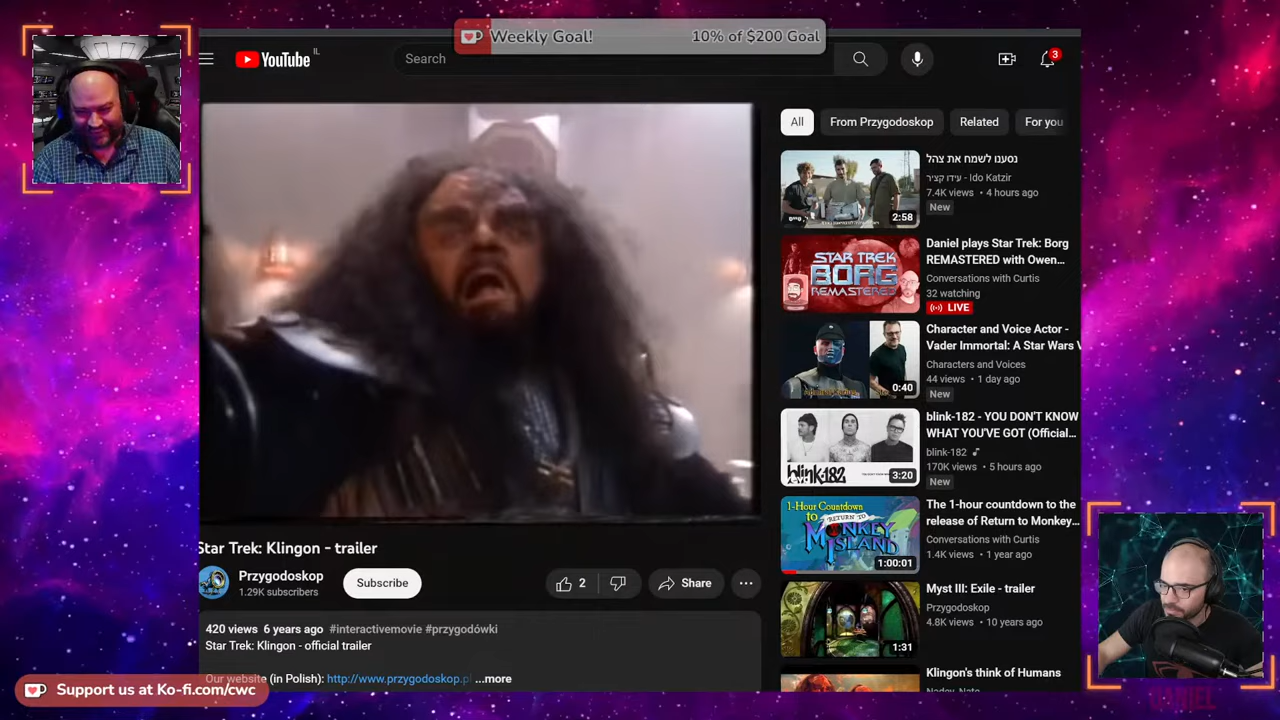 Weekly Goal!
10% of $200 Goal
YouTube IL
Search
3
All
From Przygodoskop
Related
For you
נסענו לשמח את צהל
עידו קציר - Ido Katzir
7.4K views • 4 hours ago
New
2:58
STAR TREK
BORG
REMASTERED
Daniel plays Star Trek: Borg
REMASTERED with Owen...
Conversations with Curtis
32 watching
LIVE
Character and Voice Actor -
Vader Immortal: A Star Wars V
Characters and Voices
44 views • 1 day ago
New
0:40
blink-182
3:20
blink-182 - YOU DON'T KNOW
WHAT YOU'VE GOT (Official...
blink-182
170K views • 5 hours ago
New
1-Hour Countdown
to
RETURN TO
MONKEY
ISLAND
1:00:01
The 1-hour countdown to the
release of Return to Monkey...
Conversations with Curtis
1.4K views • 1 year ago
1:31
Myst III: Exile - trailer
Przygodoskop
4.8K views • 10 years ago
Klingon's think of Humans
Star Trek: Klingon - trailer
Przygodoskop
1.29K subscribers
Subscribe
2
Share
420 views 6 years ago #interactivemovie #przygodówki
Star Trek: Klingon - official trailer
Our website (in Polish): http://www.przygodoskop.p ...more
Support us at Ko-fi.com/cwc
DANIEL